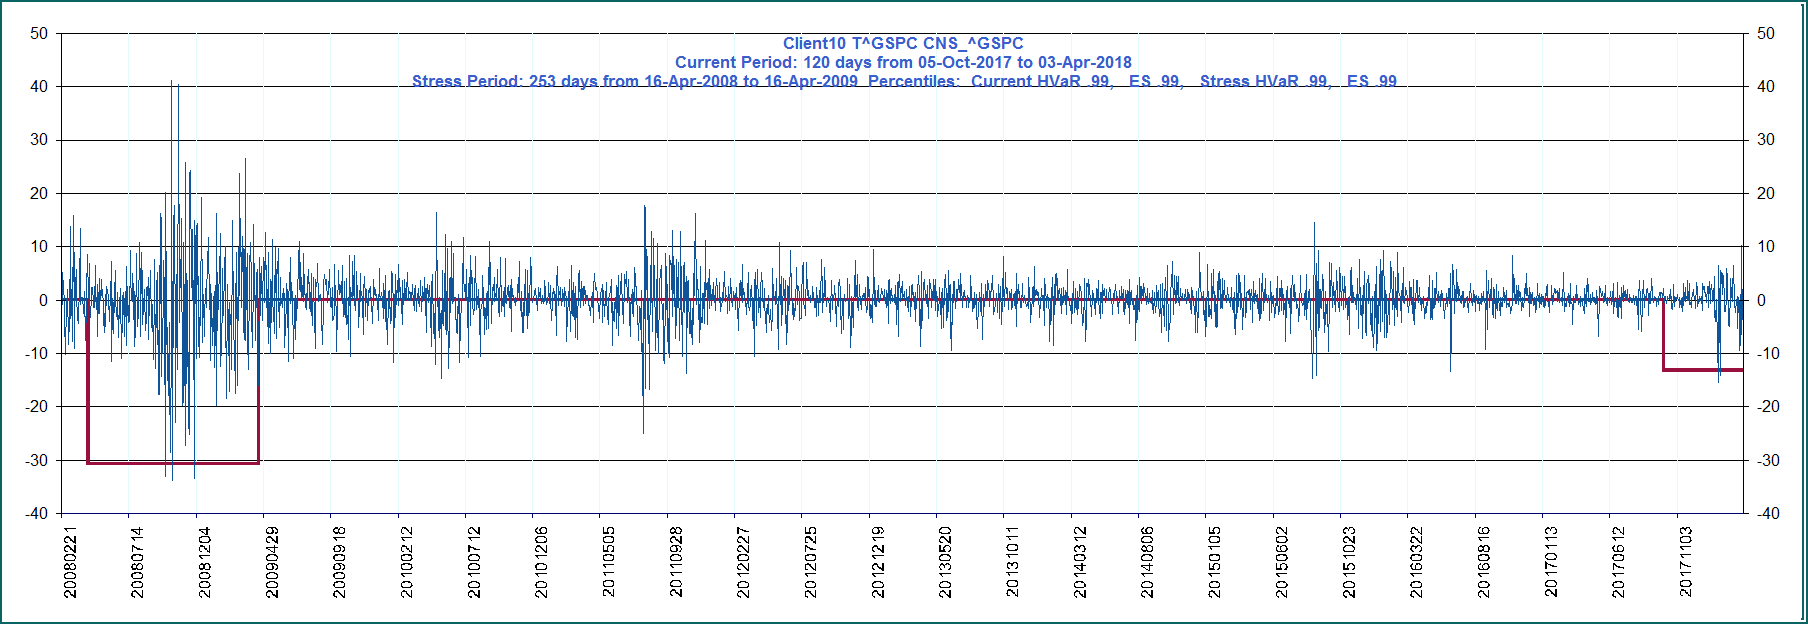 Client10 T^GSPC CNS_^GSPC
Current Period: 120 days from 05-Oct-2017 to 03-Apr-2018
Stress Period: 253 days from 16-Apr-2008 to 16-Apr-2009 Percentiles: Current HVaR .99, ES .99, Stress HVaR .99, ES .99
50 50
40 40
30 30
20 20
10 10
0 0
-10 -10
-20 -20
-30 -30
-40 -40
20080221 20080714 20081204 20090429 20090918 20100212 20100712 20101206 20110505 20110928 20120227 20120725 20121219 20130520 20131011 20140312 20140806 20150105 20150602 20151023 20160322 20160816 20170113 20170612 20171103